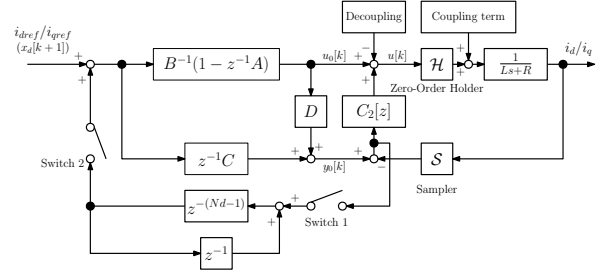 i_dref/i_qref
(x_d[k+1])
+
+
B^{-1}(1 - z^{-1}A)
u_0[k]
Decoupling
−
+
+
u[k]
H
Zero-Order Holder
Coupling term
+
+
1/(Ls+R)
i_d/i_q
D
C_2[z]
Switch 2
z^{-1}C
+
+
y_0[k]
+
−
S
Sampler
z^{-(Nd-1)}
+
+
Switch 1
z^{-1}